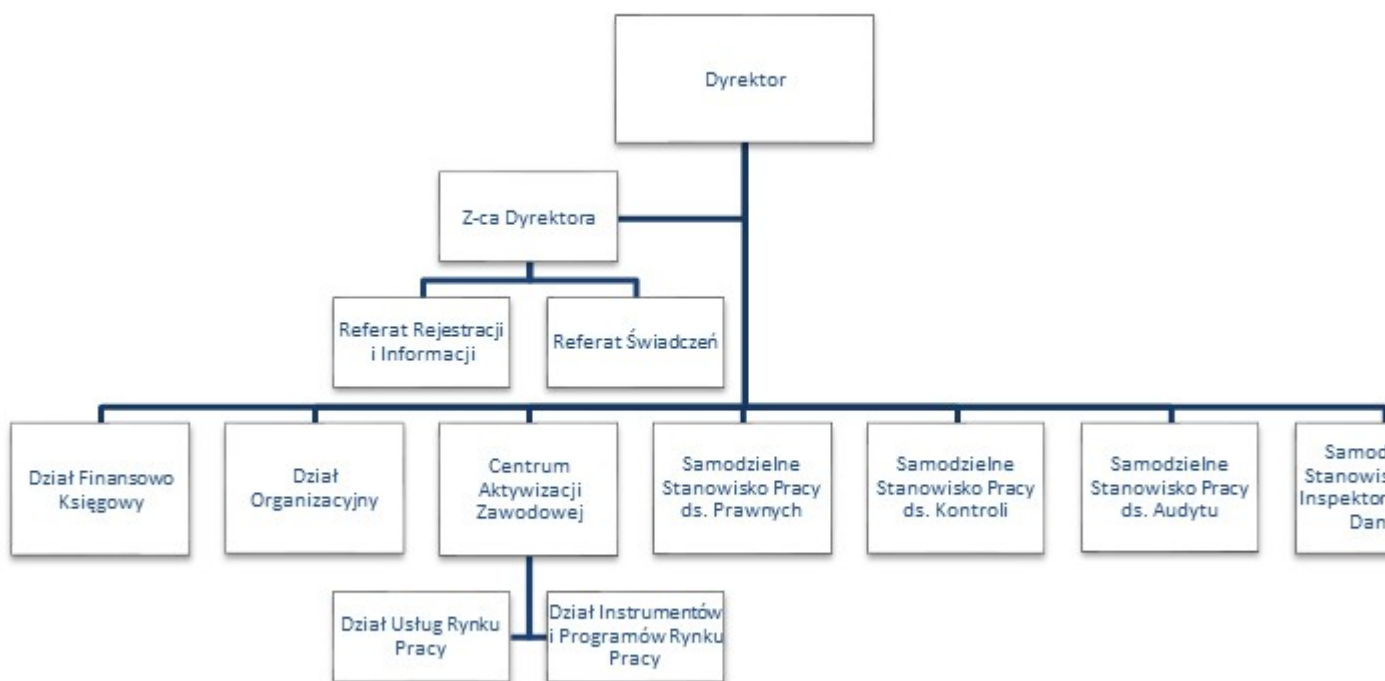 Dyrektor
Z-ca Dyrektora
Referat Rejestracji
i Informacji
Referat Świadczeń
Dział Finansowo
Księgowy
Dział
Organizacyjny
Centrum
Aktywizacji
Zawodowej
Samodzielne
Stanowisko Pracy
ds. Prawnych
Samodzielne
Stanowisko Pracy
ds. Kontroli
Samodzielne
Stanowisko Pracy
ds. Audytu
Dział Usług Rynku
Pracy
Dział Instrumentów
i Programów Rynku
Pracy